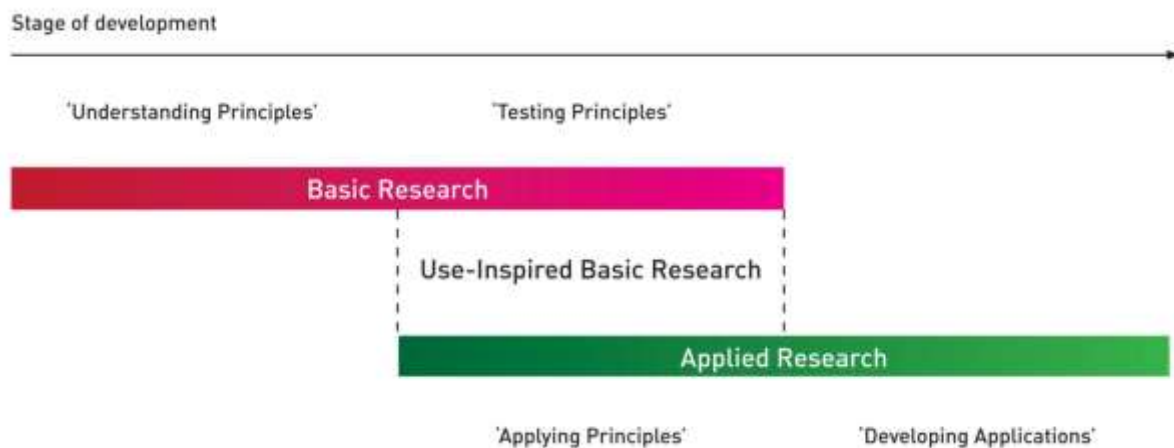 Stage of development
'Understanding Principles'
'Testing Principles'
Basic Research
Use-Inspired Basic Research
Applied Research
'Applying Principles'
'Developing Applications'